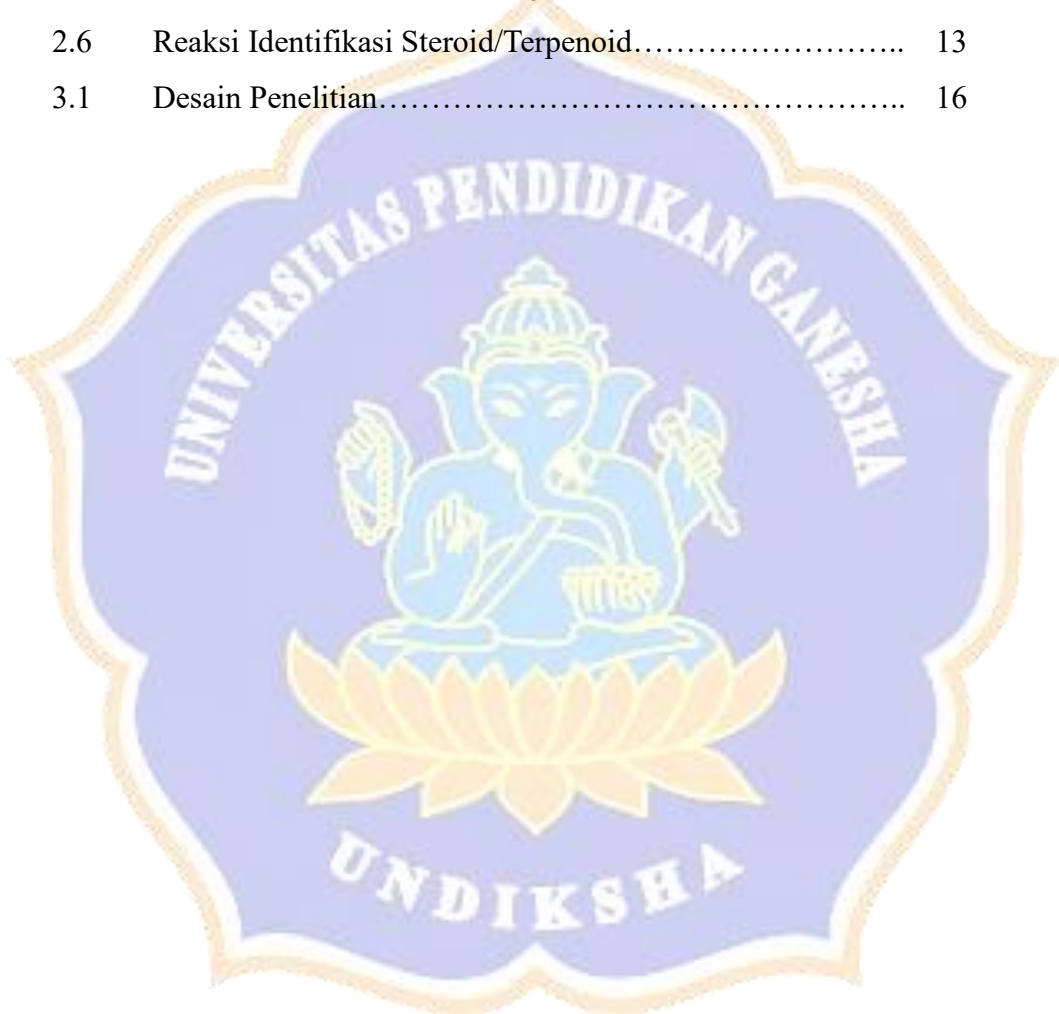 2.6 Reaksi Identifikasi Steroid/Terpenoid…………………….. 13
3.1 Desain Penelitian…………………………………………….. 16
UNIVERSITAS PENDIDIKAN GANESHA
UNDIKSHA